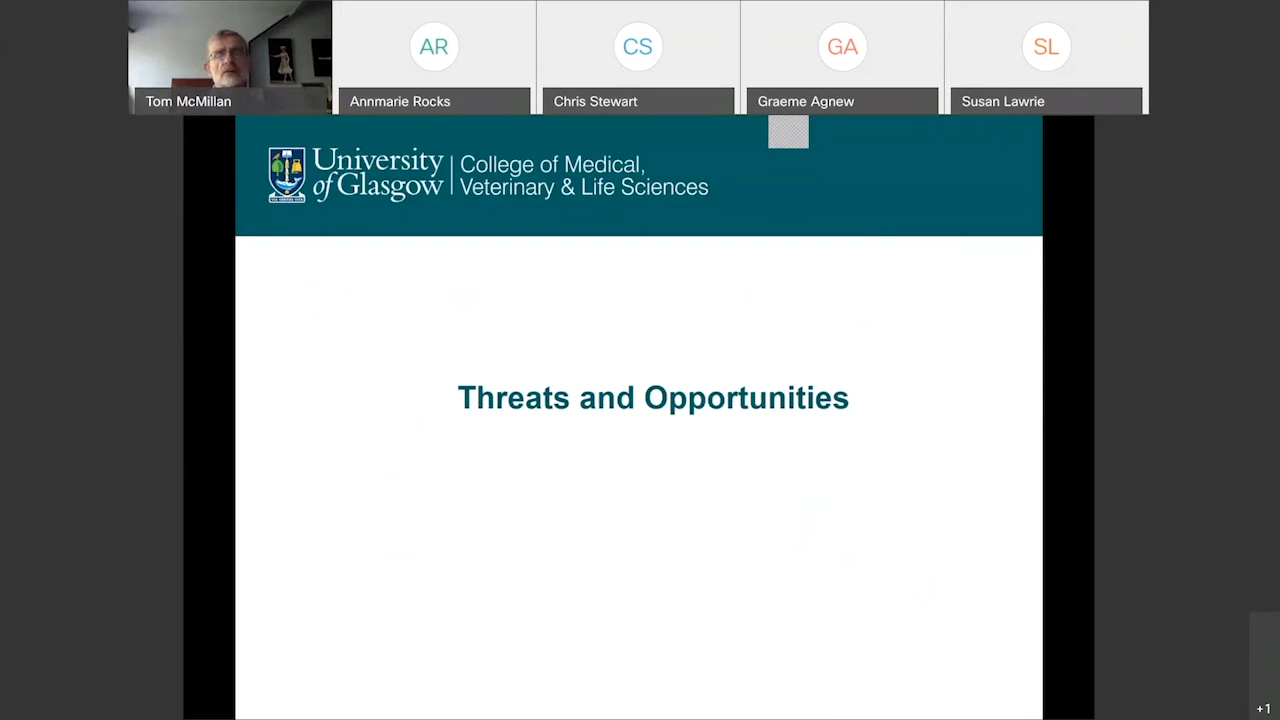 AR
CS
GA
SL
Tom McMillan
Annmarie Rocks
Chris Stewart
Graeme Agnew
Susan Lawrie
University
of Glasgow
College of Medical,
Veterinary & Life Sciences
Threats and Opportunities
+1